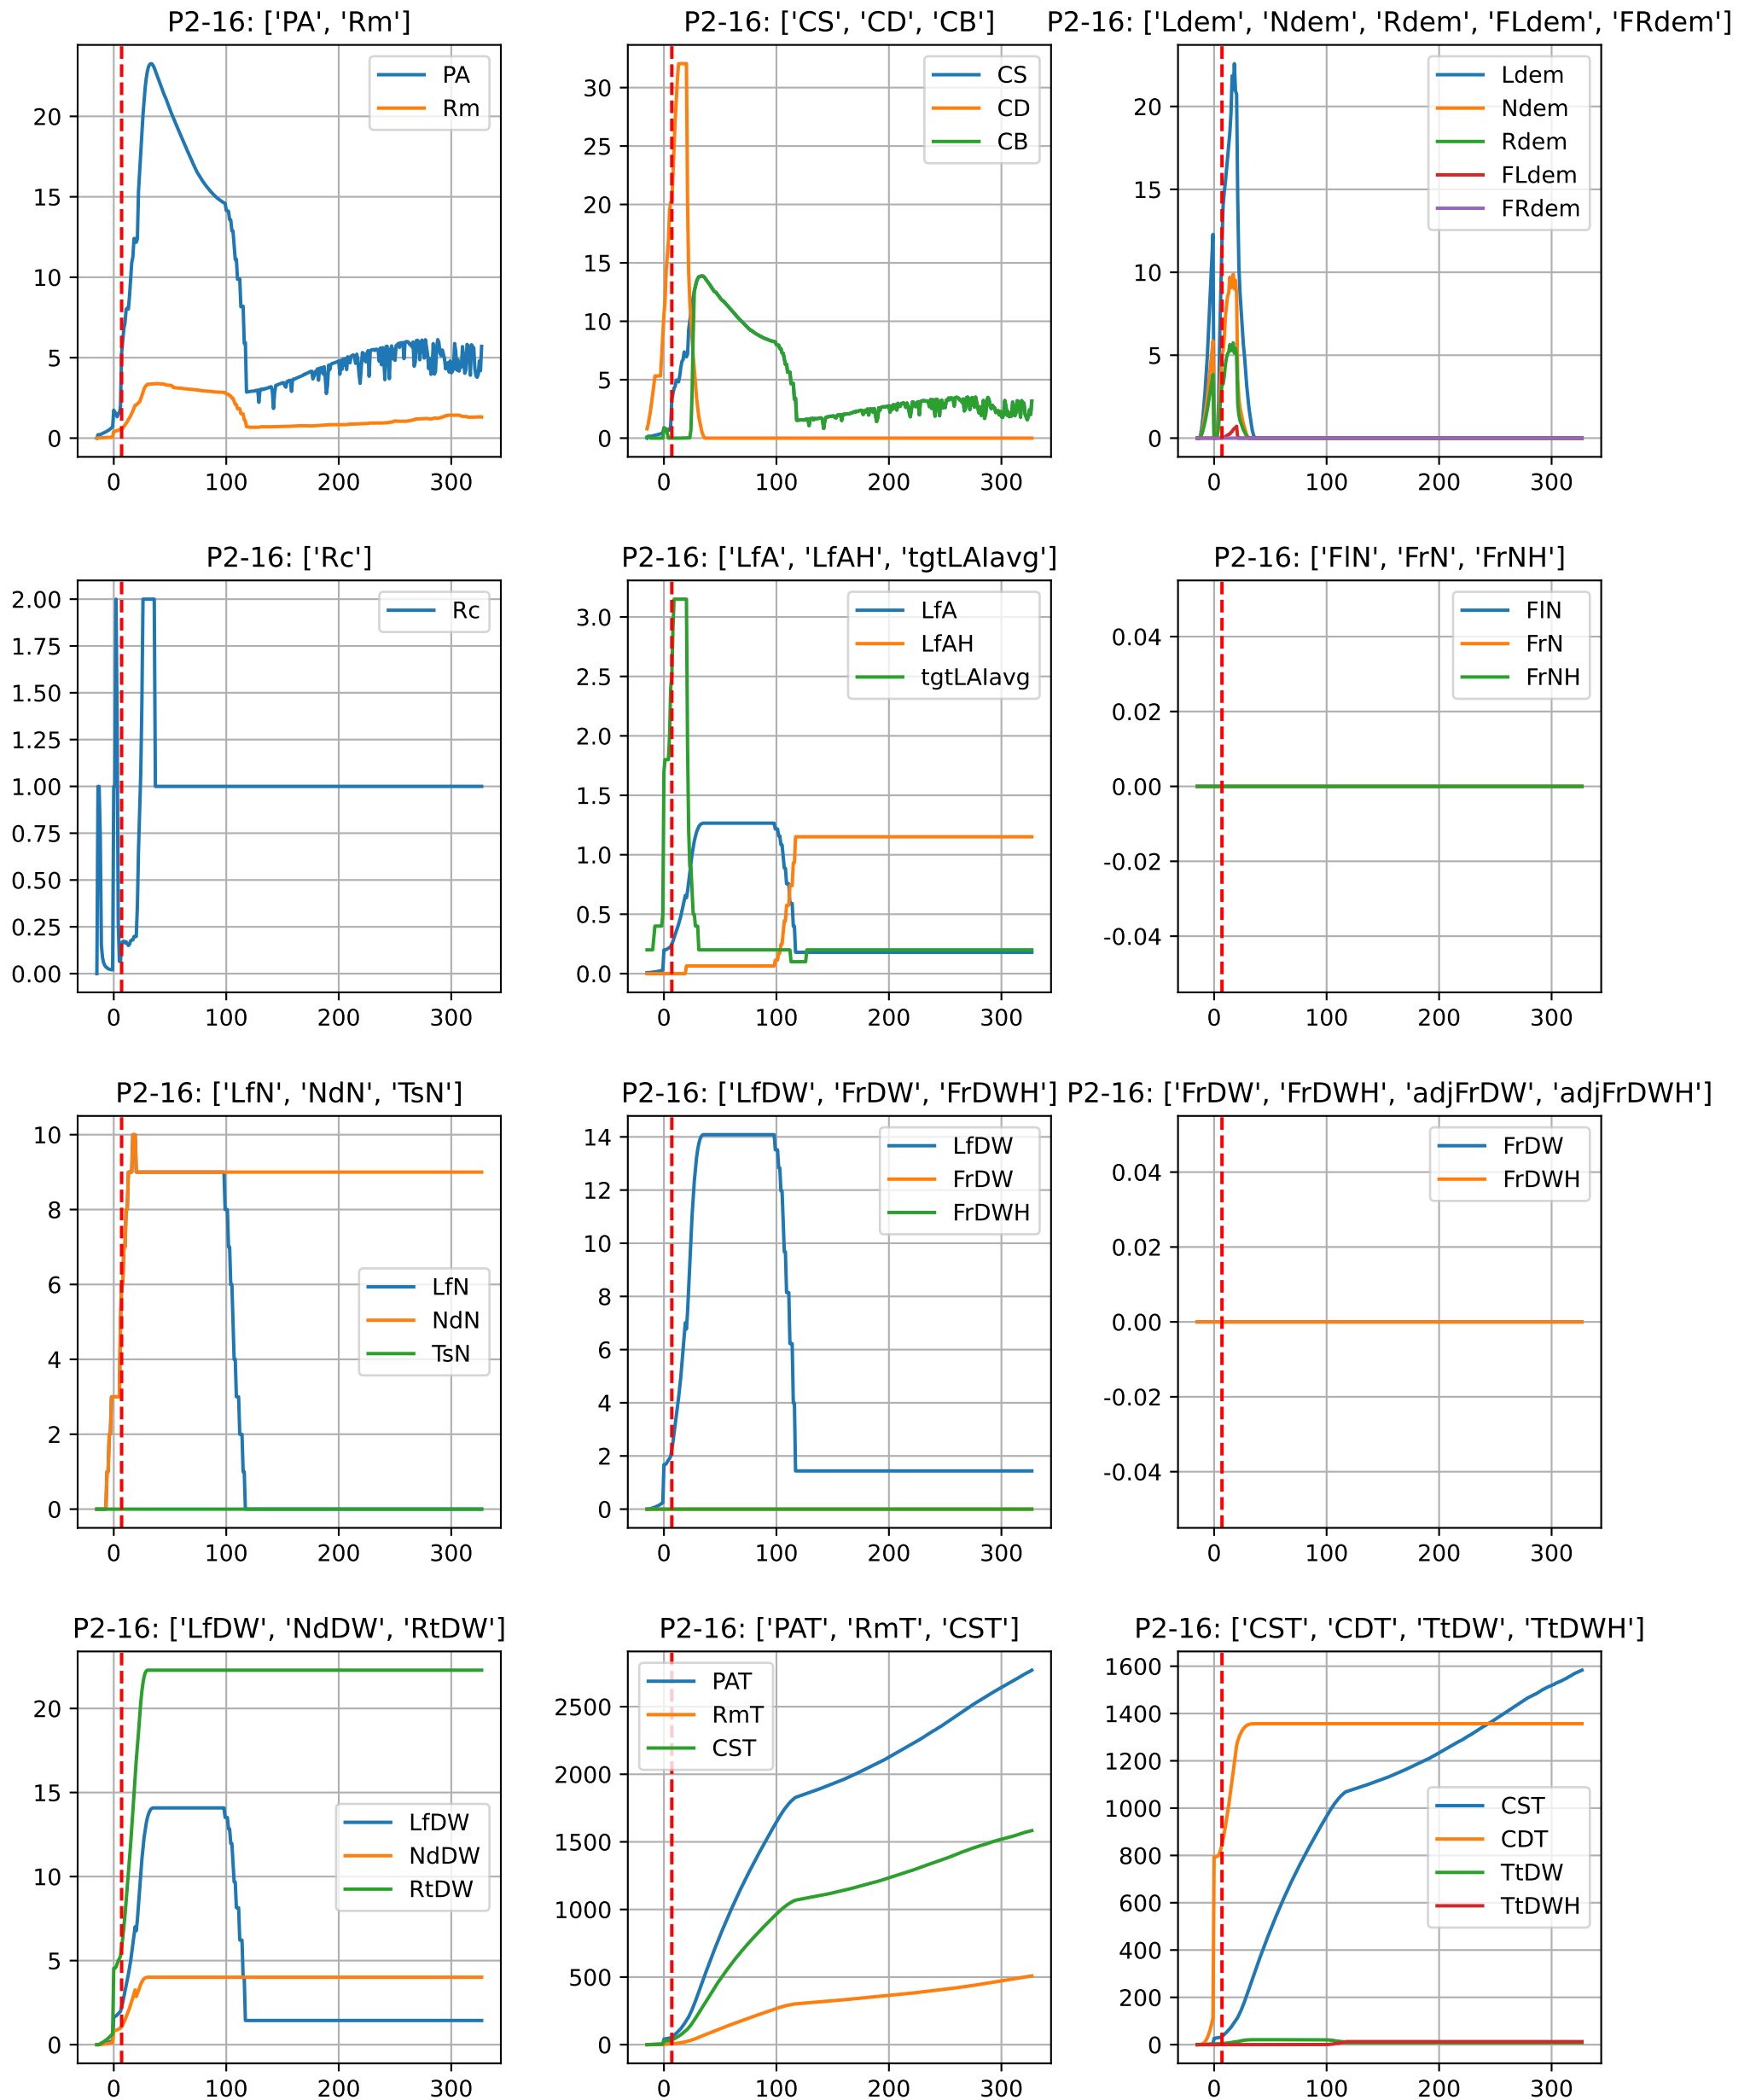 P2-16: ['PA', 'Rm']
PA
Rm
20
15
10
5
0
0 100 200 300
P2-16: ['CS', 'CD', 'CB']
CS
CD
CB
30
25
20
15
10
5
0
0 100 200 300
P2-16: ['Ldem', 'Ndem', 'Rdem', 'FLdem', 'FRdem']
Ldem
Ndem
Rdem
FLdem
FRdem
20
15
10
5
0
0 100 200 300
P2-16: ['Rc']
Rc
2.00
1.75
1.50
1.25
1.00
0.75
0.50
0.25
0.00
0 100 200 300
P2-16: ['LfA', 'LfAH', 'tgtLAIavg']
LfA
LfAH
tgtLAIavg
3.0
2.5
2.0
1.5
1.0
0.5
0.0
0 100 200 300
P2-16: ['FlN', 'FrN', 'FrNH']
FlN
FrN
FrNH
0.04
0.02
0.00
-0.02
-0.04
0 100 200 300
P2-16: ['LfN', 'NdN', 'TsN']
LfN
NdN
TsN
10
8
6
4
2
0
0 100 200 300
P2-16: ['LfDW', 'FrDW', 'FrDWH']
LfDW
FrDW
FrDWH
14
12
10
8
6
4
2
0
0 100 200 300
P2-16: ['FrDW', 'FrDWH', 'adjFrDW', 'adjFrDWH']
FrDW
FrDWH
0.04
0.02
0.00
-0.02
-0.04
0 100 200 300
P2-16: ['LfDW', 'NdDW', 'RtDW']
LfDW
NdDW
RtDW
20
15
10
5
0
0 100 200 300
P2-16: ['PAT', 'RmT', 'CST']
PAT
RmT
CST
2500
2000
1500
1000
500
0
0 100 200 300
P2-16: ['CST', 'CDT', 'TtDW', 'TtDWH']
CST
CDT
TtDW
TtDWH
1600
1400
1200
1000
800
600
400
200
0
0 100 200 300